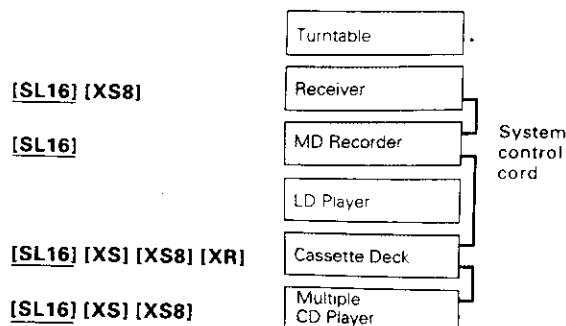 Turntable
[SL16] [XS8] Receiver
[SL16] MD Recorder
System
control
cord
LD Player
[SL16] [XS] [XS8] [XR] Cassette Deck
[SL16] [XS] [XS8] Multiple
CD Player